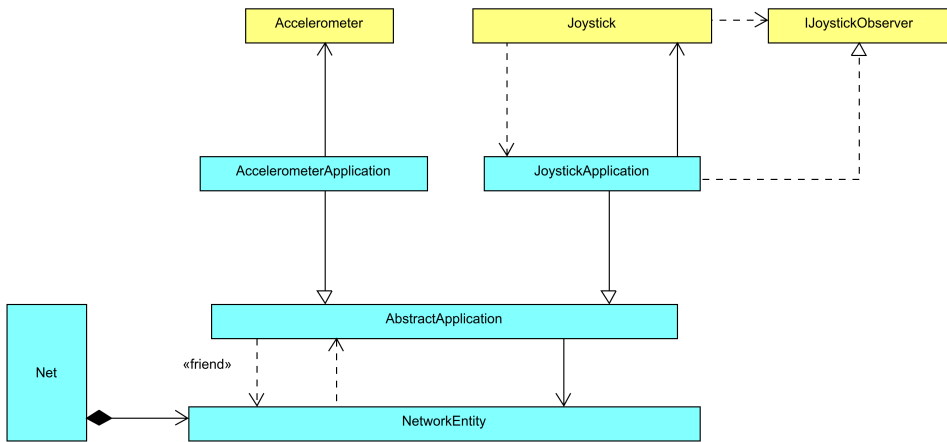 Accelerometer
Joystick
IJoystickObserver
AccelerometerApplication
JoystickApplication
AbstractApplication
«friend»
Net
NetworkEntity